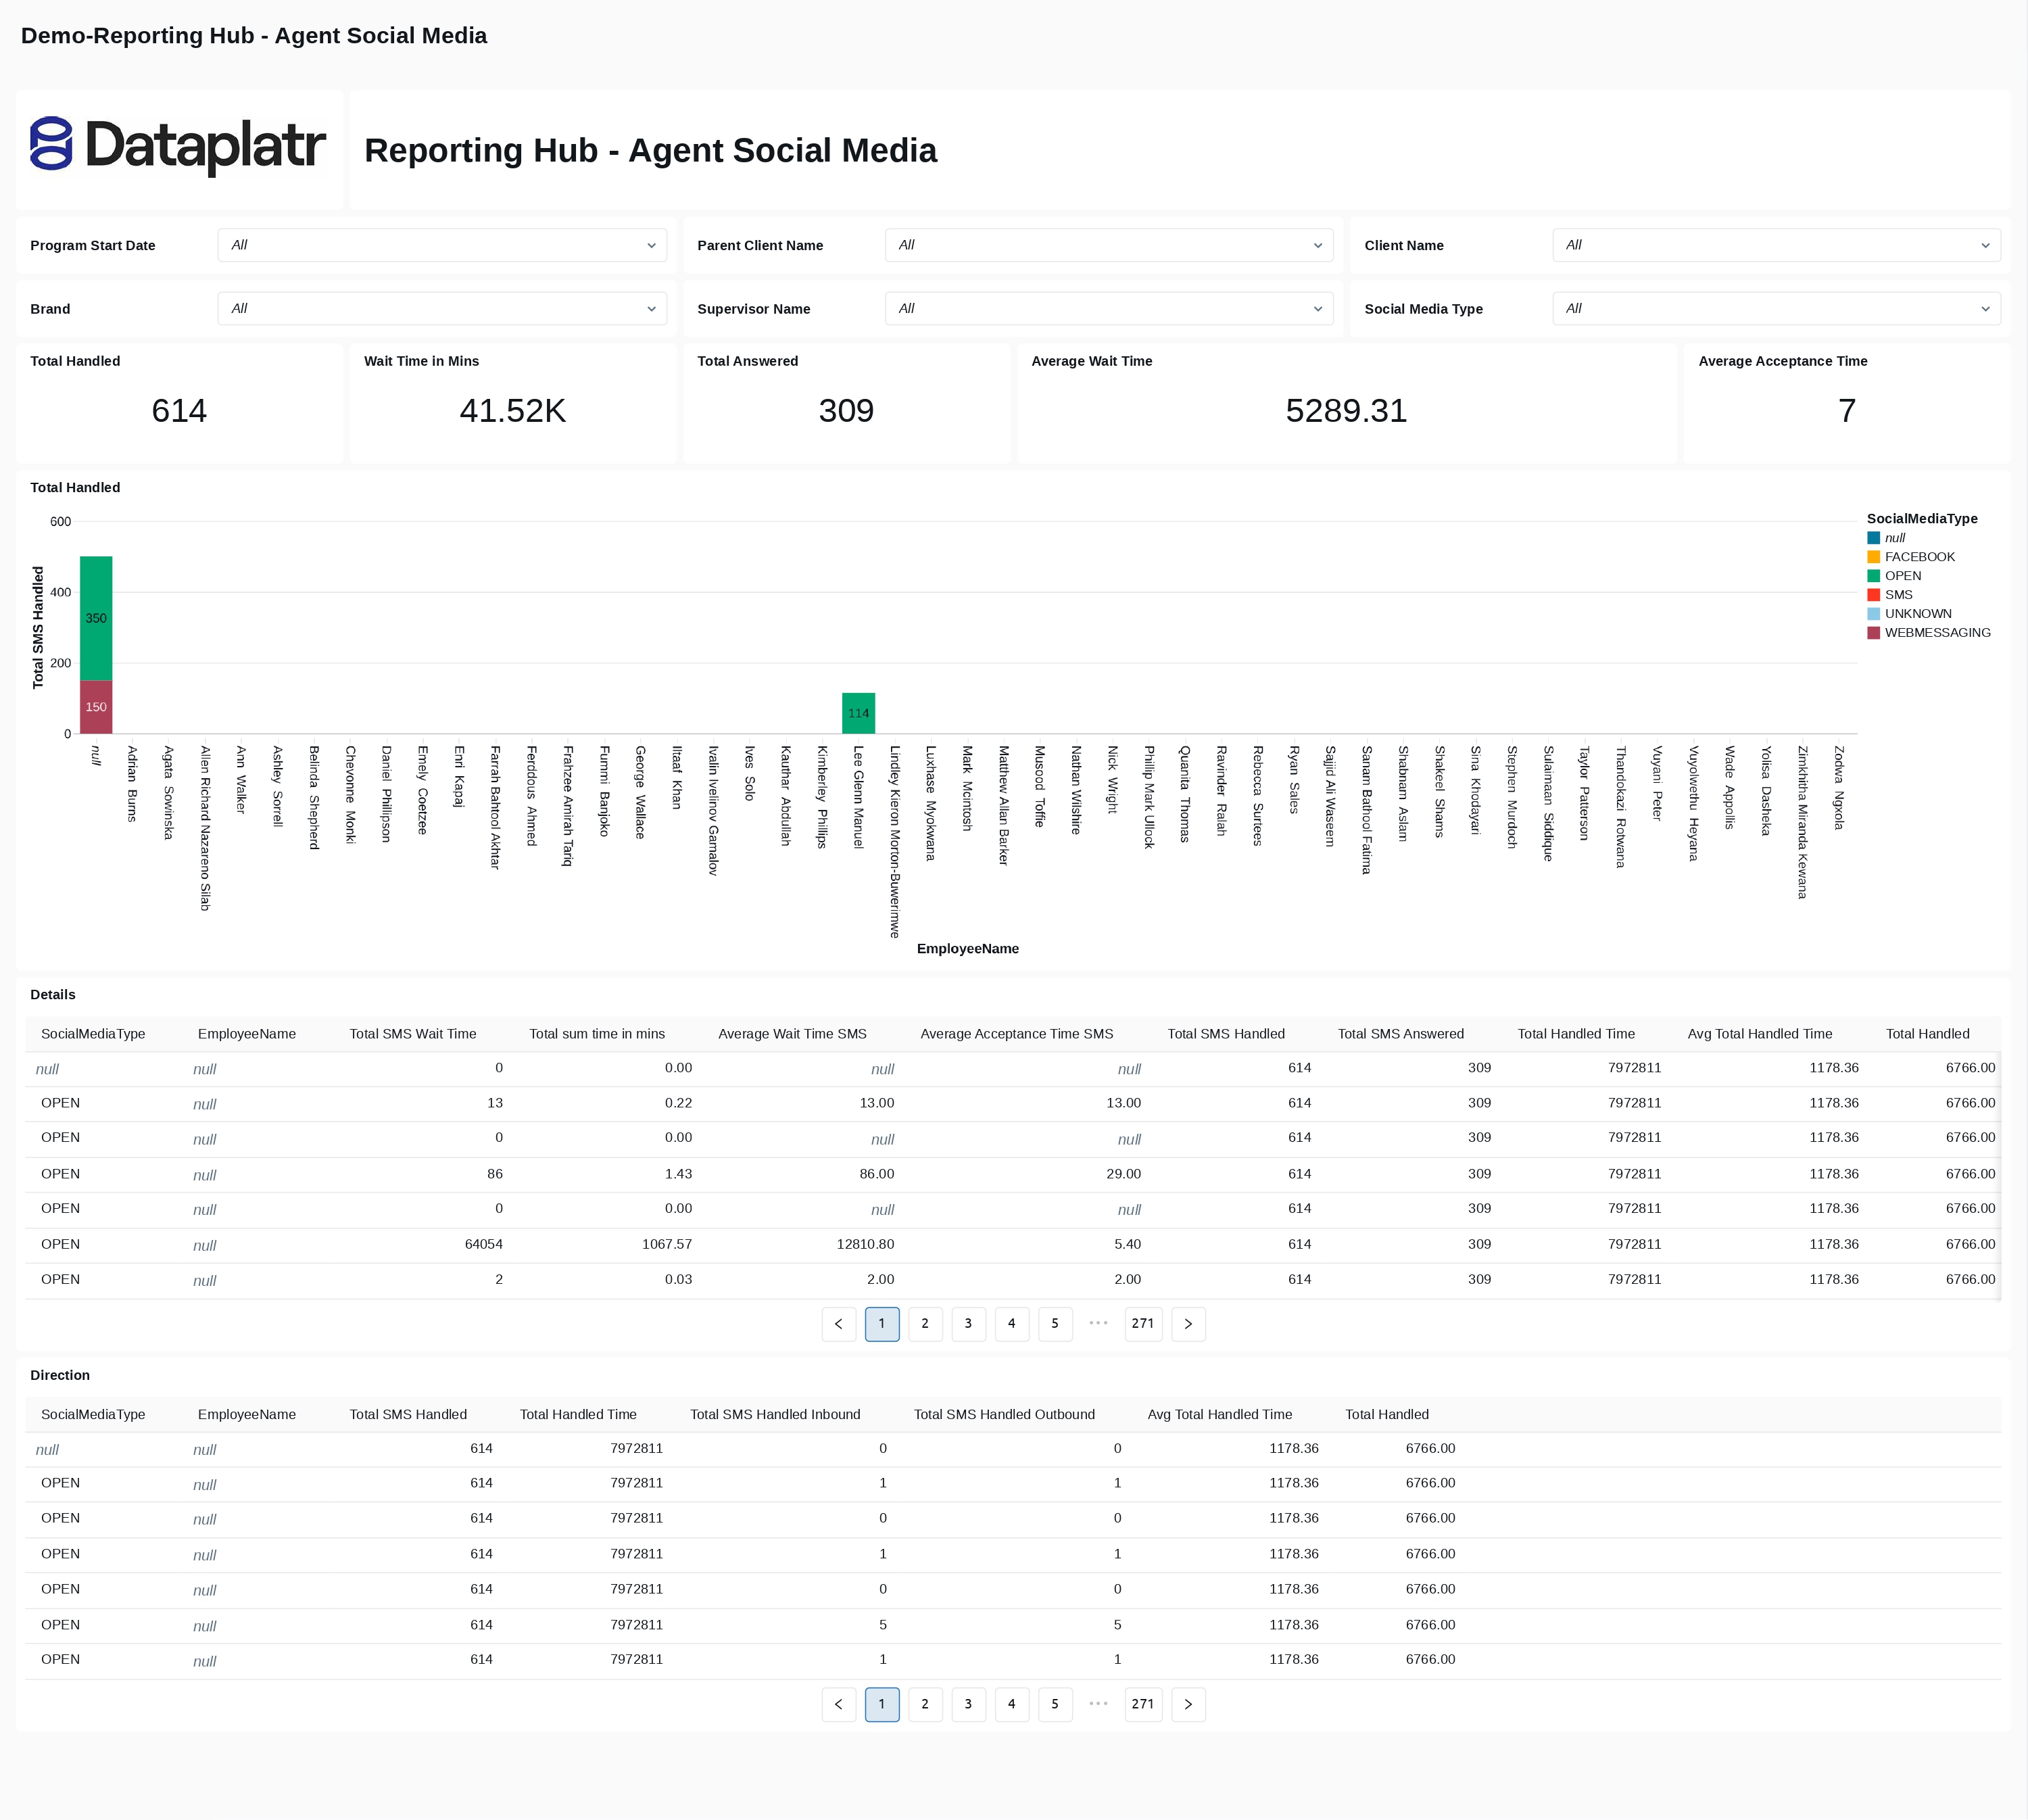 Demo-Reporting Hub - Agent Social Media
Dataplatr
Reporting Hub - Agent Social Media
Program Start Date All Parent Client Name All Client Name All
Brand All Supervisor Name All Social Media Type All
Total Handled Wait Time in Mins Total Answered Average Wait Time Average Acceptance Time
614 41.52K 309 5289.31 7
Total Handled
Total SMS Handled
600
400
200
0
350
150
114
SocialMediaType
null
FACEBOOK
OPEN
SMS
UNKNOWN
WEBMESSAGING
null
Adrian Burns
Agata Sowinska
Allen Richard Nazareno Silab
Ann Walker
Ashley Sorrell
Belinda Shepherd
Chevonne Monki
Daniel Phillipson
Emely Coetzee
Enri Kapaj
Farrah Bahtool Akhtar
Ferddous Ahmed
Frahzee Amirah Tariq
Fummi Banjoko
George Wallace
Iltaaf Khan
Ivalin Ivelinov Gamalov
Ives Solo
Kauthar Abdullah
Kimberley Phillips
Lee Glenn Manuel
Lindley Kieron Morton-Buwerimwe
Luxhase Myokwana
Mark Mcintosh
Matthew Allan Barker
Musood Toffie
Nathan Wilshire
Nick Wright
Phillip Mark Ullock
Quanita Thomas
Ravinder Ralah
Rebecca Surtees
Ryan Sales
Sajjid Ali Waseem
Sanam Bathool Fatima
Shabnam Aslam
Shakeel Shams
Sina Khodayari
Stephen Murdoch
Sulaimaan Siddique
Taylor Patterson
Thandokazi Rotwana
Vuyani Peter
Vuyolwethu Heyana
Wade Appollis
Yolisa Dasheka
Zimkhitha Miranda Kewana
Zodwa Ngxola
EmployeeName
Details
SocialMediaType EmployeeName Total SMS Wait Time Total sum time in mins Average Wait Time SMS Average Acceptance Time SMS Total SMS Handled Total SMS Answered Total Handled Time Avg Total Handled Time Total Handled
null null 0 0.00 null null 614 309 7972811 1178.36 6766.00
OPEN null 13 0.22 13.00 13.00 614 309 7972811 1178.36 6766.00
OPEN null 0 0.00 null null 614 309 7972811 1178.36 6766.00
OPEN null 86 1.43 86.00 29.00 614 309 7972811 1178.36 6766.00
OPEN null 0 0.00 null null 614 309 7972811 1178.36 6766.00
OPEN null 64054 1067.57 12810.80 5.40 614 309 7972811 1178.36 6766.00
OPEN null 2 0.03 2.00 2.00 614 309 7972811 1178.36 6766.00
< 1 2 3 4 5 ••• 271 >
Direction
SocialMediaType EmployeeName Total SMS Handled Total Handled Time Total SMS Handled Inbound Total SMS Handled Outbound Avg Total Handled Time Total Handled
null null 614 7972811 0 0 1178.36 6766.00
OPEN null 614 7972811 1 1 1178.36 6766.00
OPEN null 614 7972811 0 0 1178.36 6766.00
OPEN null 614 7972811 1 1 1178.36 6766.00
OPEN null 614 7972811 0 0 1178.36 6766.00
OPEN null 614 7972811 5 5 1178.36 6766.00
OPEN null 614 7972811 1 1 1178.36 6766.00
< 1 2 3 4 5 ••• 271 >